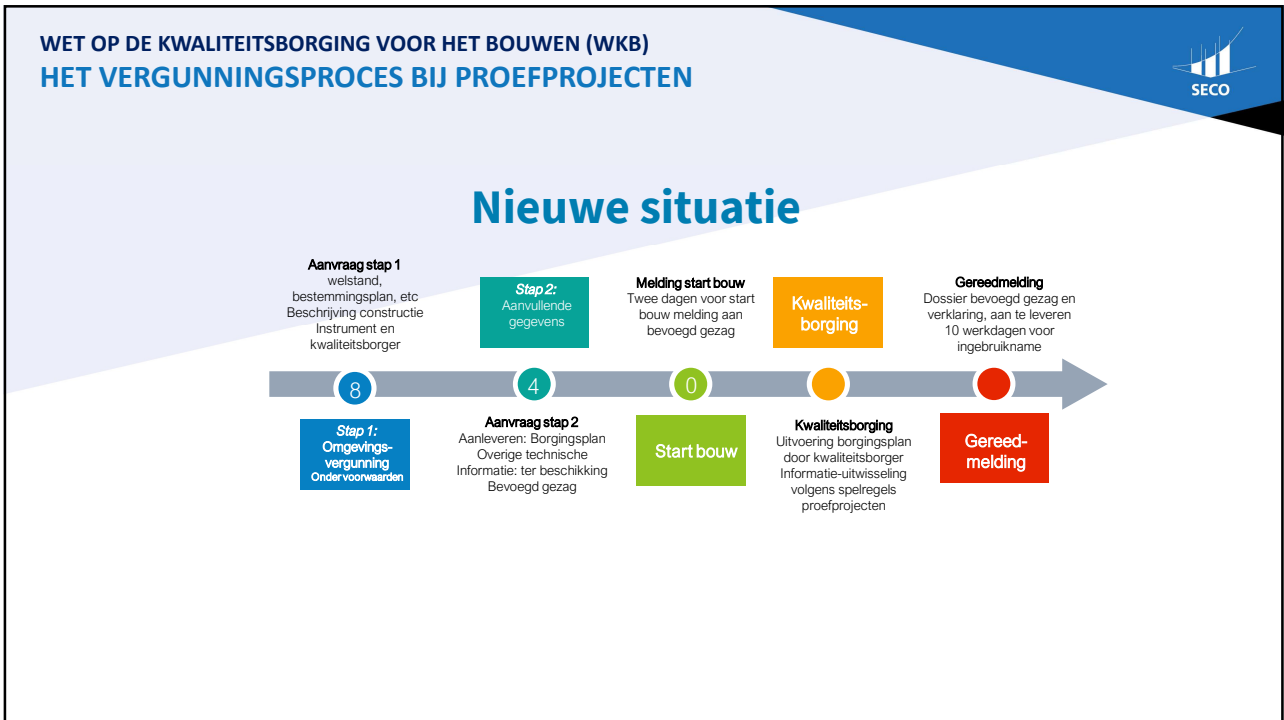 WET OP DE KWALITEITSBORGING VOOR HET BOUWEN (WKB)
HET VERGUNNINGSPROCES BIJ PROEFPROJECTEN
SECO
Nieuwe situatie
Aanvraag stap 1
welstand,
bestemmingsplan, etc
Beschrijving constructie
Instrument en
kwaliteitsborger
Stap 2:
Aanvullende
gegevens
Melding start bouw
Twee dagen voor start
bouw melding aan
bevoegd gezag
Kwaliteits-
borging
Gereedmelding
Dossier bevoegd gezag en
verklaring, aan te leveren
10 werkdagen voor
ingebruikname
8
4
0
Stap 1:
Omgevings-
vergunning
Onder voorwaarden
Aanvraag stap 2
Aanleveren: Borgingsplan
Overige technische
Informatie: ter beschikking
Bevoegd gezag
Start bouw
Kwaliteitsborging
Uitvoering borgingsplan
door kwaliteitsborger
Informatie-uitwisseling
volgens spelregels
proefprojecten
Gereed-
melding